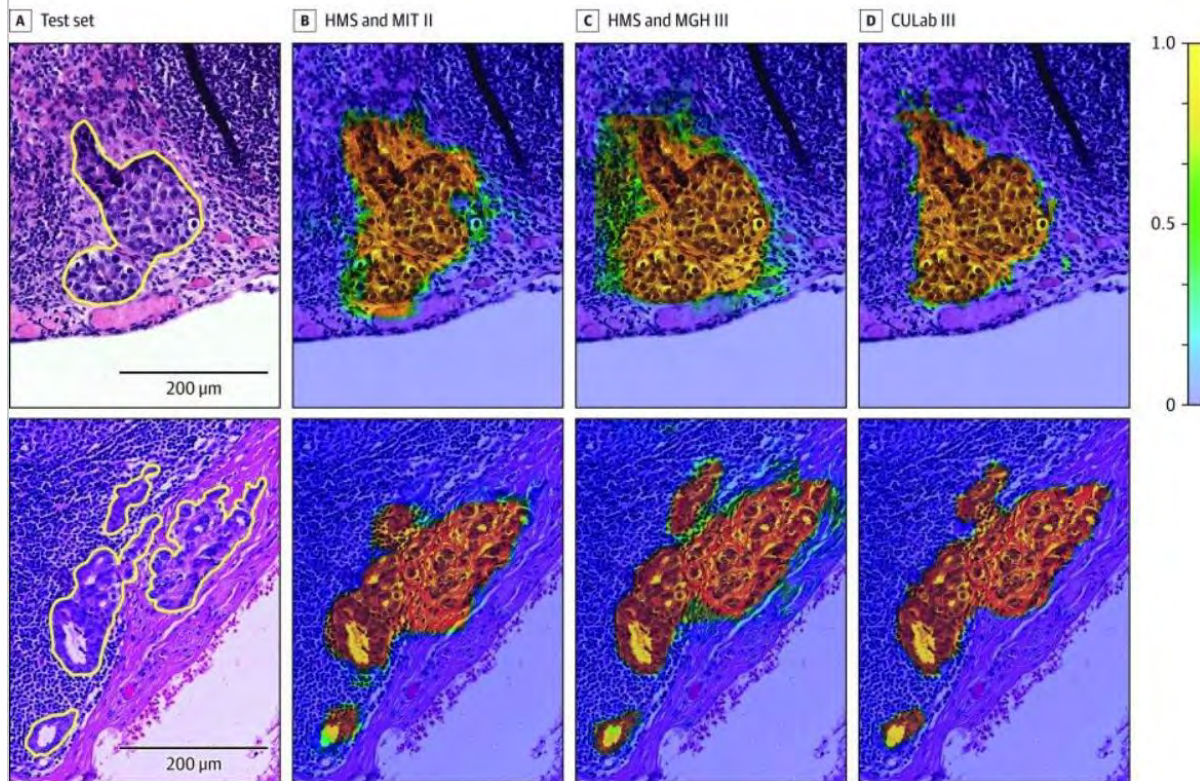 A Test set
B HMS and MIT II
C HMS and MGH III
D CULab III
1.0
0.5
0
200 μm
200 μm